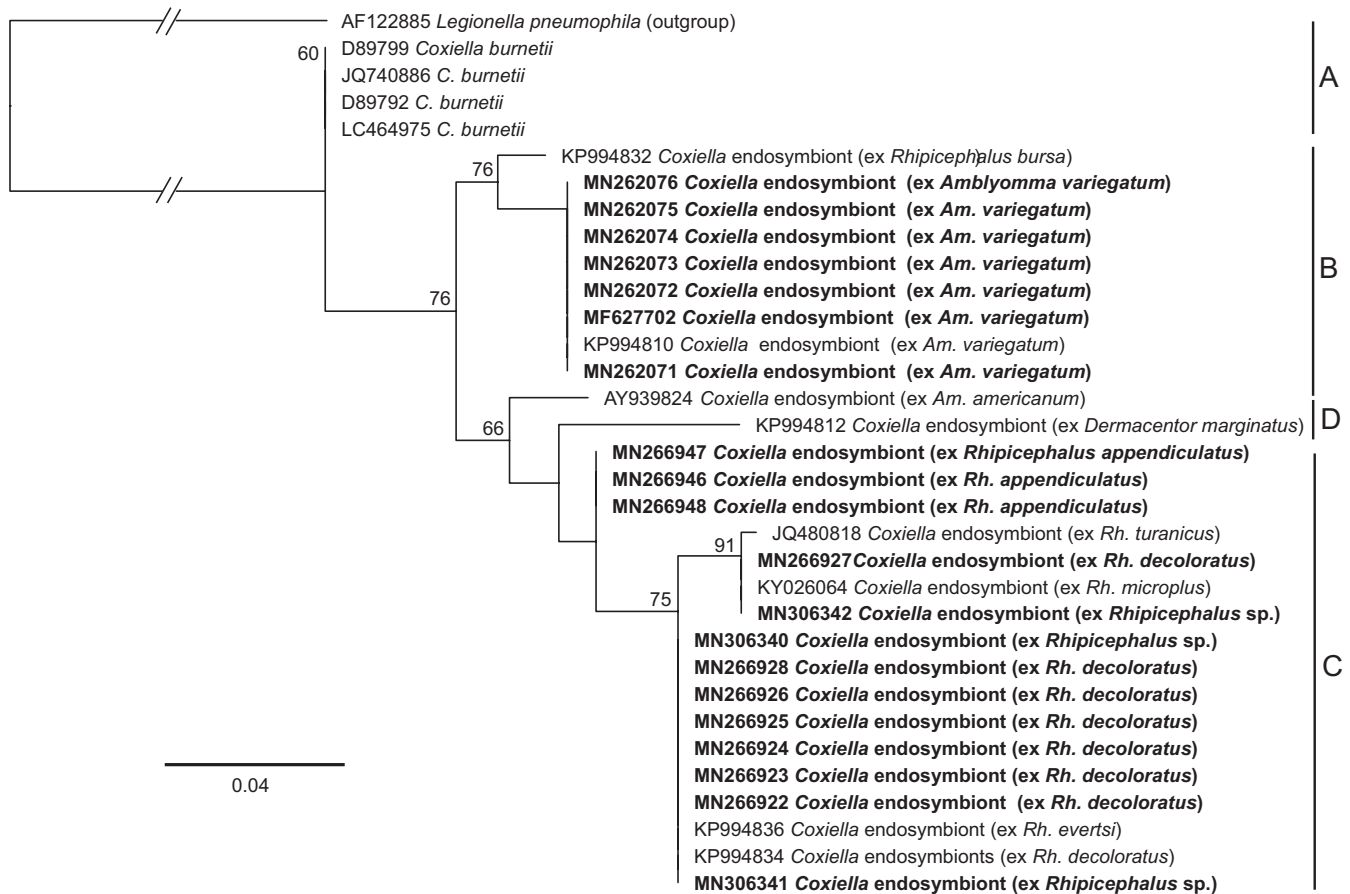 AF122885 Legionella pneumophila (outgroup)
60
D89799 Coxiella burnetii
JQ740886 C. burnetii
D89792 C. burnetii
LC464975 C. burnetii
A
76
KP994832 Coxiella endosymbiont (ex Rhipicephalus bursa)
MN262076 Coxiella endosymbiont (ex Amblyomma variegatum)
MN262075 Coxiella endosymbiont (ex Am. variegatum)
MN262074 Coxiella endosymbiont (ex Am. variegatum)
MN262073 Coxiella endosymbiont (ex Am. variegatum)
MN262072 Coxiella endosymbiont (ex Am. variegatum)
76
MF627702 Coxiella endosymbiont (ex Am. variegatum)
KP994810 Coxiella endosymbiont (ex Am. variegatum)
MN262071 Coxiella endosymbiont (ex Am. variegatum)
B
AY939824 Coxiella endosymbiont (ex Am. americanum)
66
KP994812 Coxiella endosymbiont (ex Dermacentor marginatus)
D
MN266947 Coxiella endosymbiont (ex Rhipicephalus appendiculatus)
MN266946 Coxiella endosymbiont (ex Rh. appendiculatus)
MN266948 Coxiella endosymbiont (ex Rh. appendiculatus)
JQ480818 Coxiella endosymbiont (ex Rh. turanicus)
91
MN266927Coxiella endosymbiont (ex Rh. decoloratus)
KY026064 Coxiella endosymbiont (ex Rh. microplus)
75
MN306342 Coxiella endosymbiont (ex Rhipicephalus sp.)
MN306340 Coxiella endosymbiont (ex Rhipicephalus sp.)
MN266928 Coxiella endosymbiont (ex Rh. decoloratus)
C
MN266926 Coxiella endosymbiont (ex Rh. decoloratus)
MN266925 Coxiella endosymbiont (ex Rh. decoloratus)
MN266924 Coxiella endosymbiont (ex Rh. decoloratus)
MN266923 Coxiella endosymbiont (ex Rh. decoloratus)
MN266922 Coxiella endosymbiont (ex Rh. decoloratus)
KP994836 Coxiella endosymbiont (ex Rh. evertsi)
KP994834 Coxiella endosymbionts (ex Rh. decoloratus)
MN306341 Coxiella endosymbiont (ex Rhipicephalus sp.)
0.04